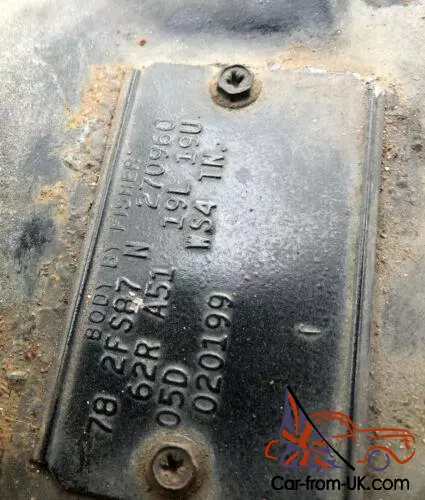 BODY BY FISHER
78 2FS87 N 270960
62R A51 19L 19U
05D WS4 TN.
020199
Car-from-UK.com